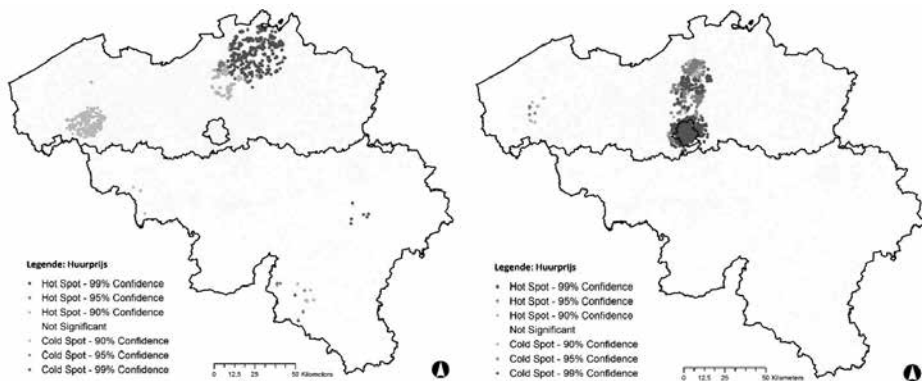 Legende: Huurprijs
Hot Spot - 99% Confidence
Hot Spot - 95% Confidence
Hot Spot - 90% Confidence
Not Significant
Cold Spot - 90% Confidence
Cold Spot - 95% Confidence
Cold Spot - 99% Confidence
0 12,5 25 50 Kilometers
Legende: Huurprijs
Hot Spot - 99% Confidence
Hot Spot - 95% Confidence
Hot Spot - 90% Confidence
Not Significant
Cold Spot - 90% Confidence
Cold Spot - 95% Confidence
Cold Spot - 99% Confidence
0 12,5 25 50 Kilometers